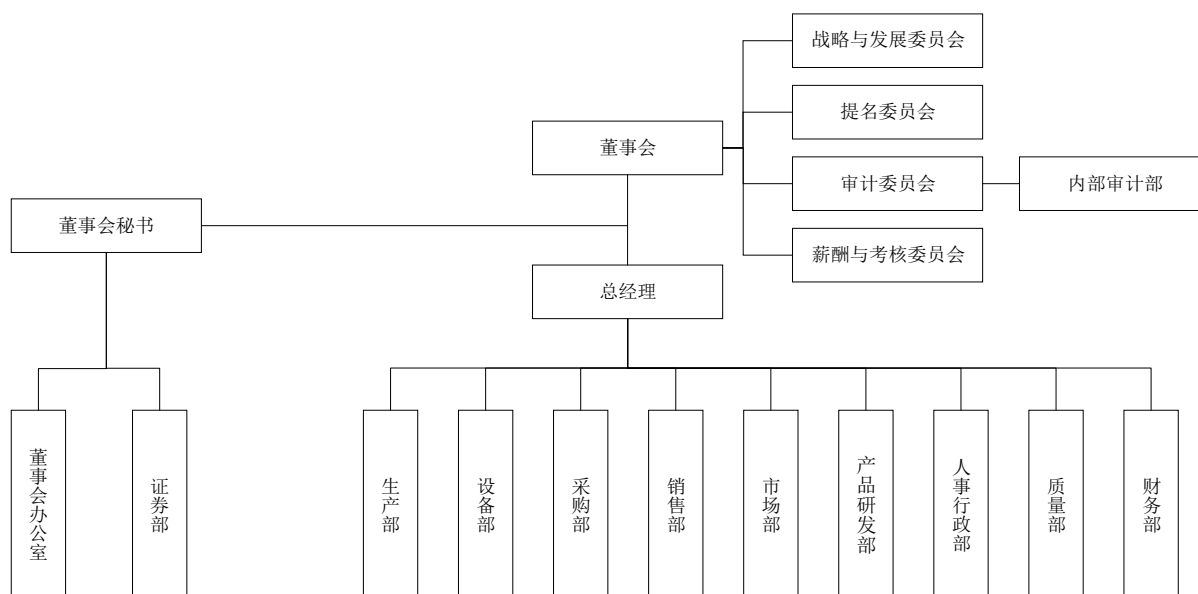 战略与发展委员会
提名委员会
董事会
审计委员会
内部审计部
董事会秘书
薪酬与考核委员会
总经理
董事会办公室
证券部
生产部
设备部
采购部
销售部
市场部
产品研发部
人事行政部
质量部
财务部